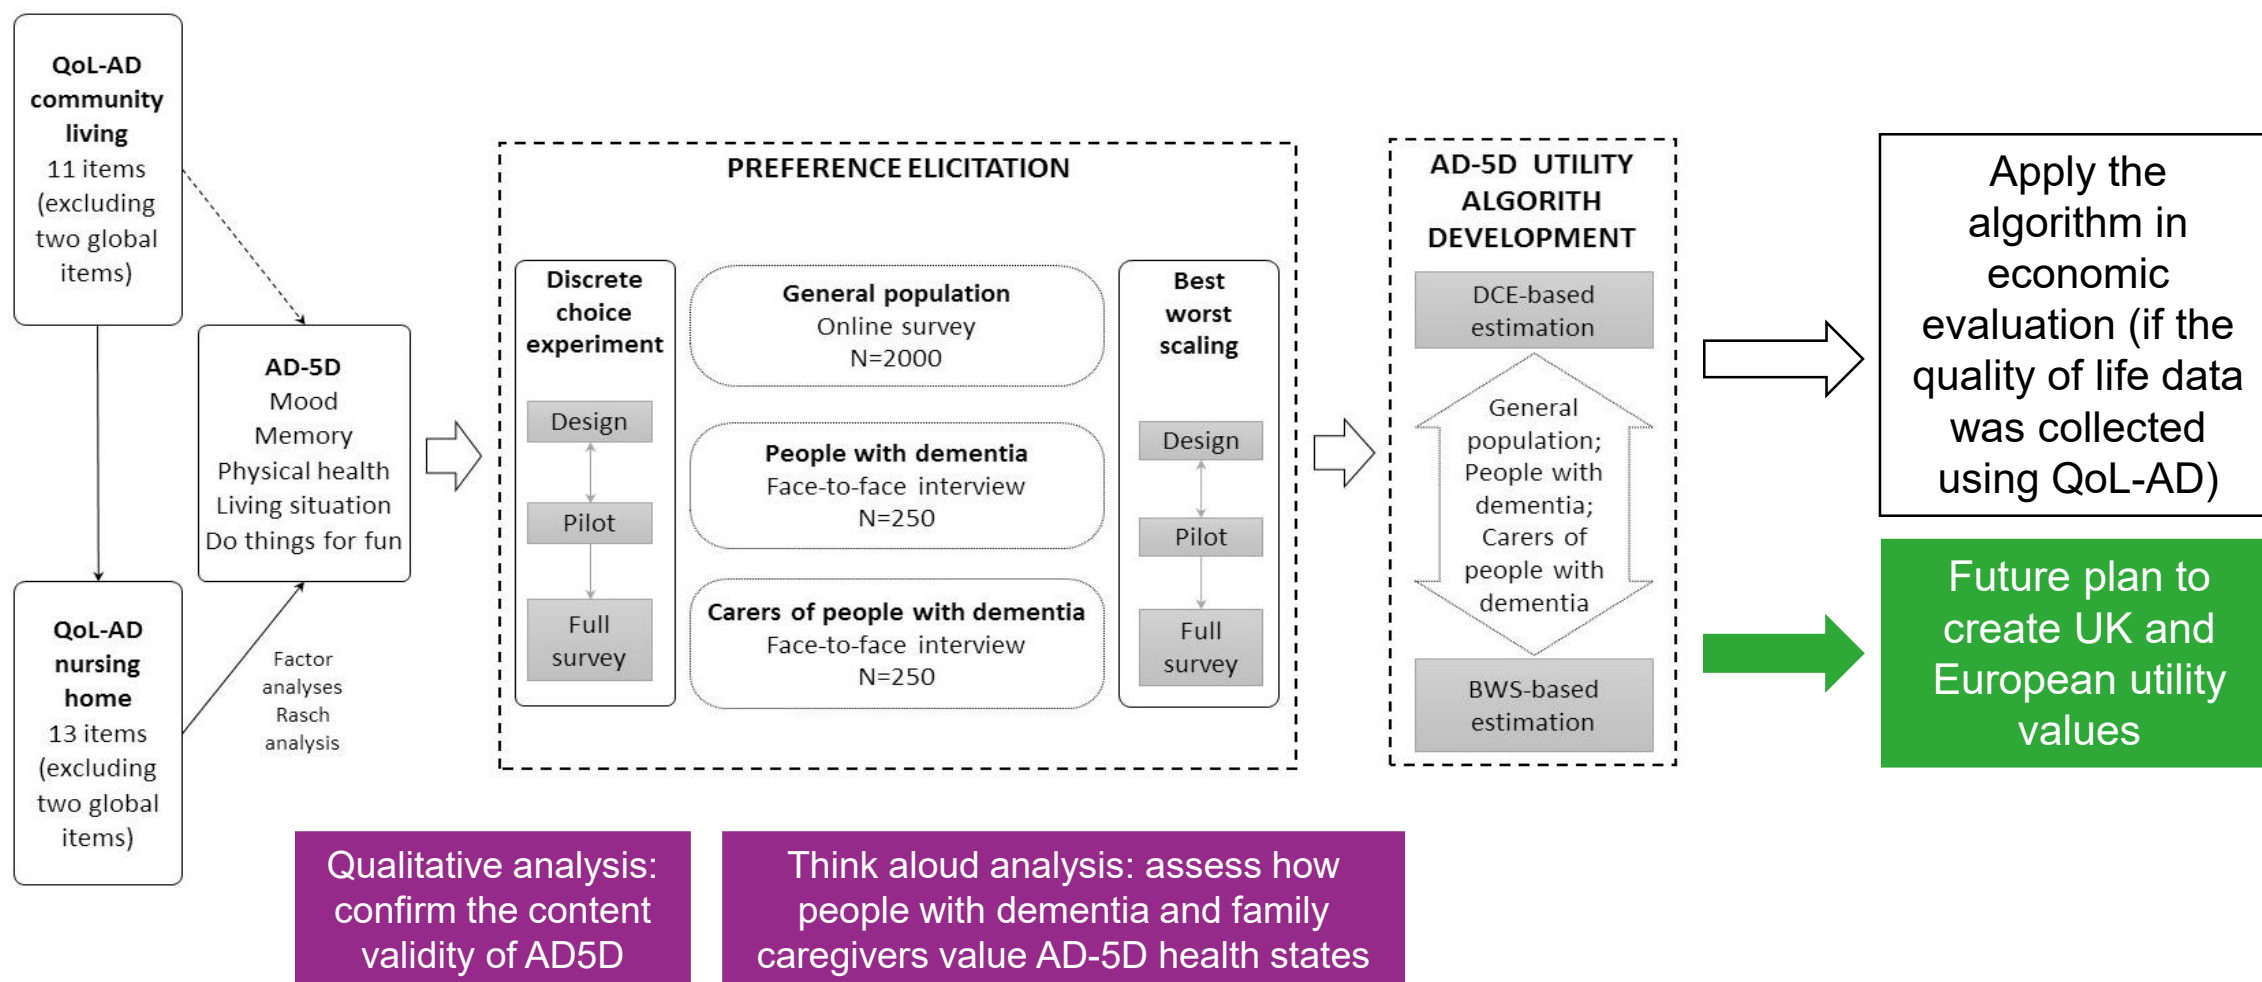 QoL-AD
community
living
11 items
(excluding
two global
items)
QoL-AD
nursing
home
13 items
(excluding
two global
items)
AD-5D
Mood
Memory
Physical health
Living situation
Do things for fun
Factor
analyses
Rasch
analysis
PREFERENCE ELICITATION
Discrete
choice
experiment
Design
Pilot
Full
survey
General population
Online survey
N=2000
People with dementia
Face-to-face interview
N=250
Carers of people with dementia
Face-to-face interview
N=250
Best
worst
scaling
Design
Pilot
Full
survey
AD-5D UTILITY
ALGORITH
DEVELOPMENT
DCE-based
estimation
General
population;
People with
dementia;
Carers of
people with
dementia
BWS-based
estimation
Apply the
algorithm in
economic
evaluation (if the
quality of life data
was collected
using QoL-AD)
Future plan to
create UK and
European utility
values
Qualitative analysis:
confirm the content
validity of AD5D
Think aloud analysis: assess how
people with dementia and family
caregivers value AD-5D health states